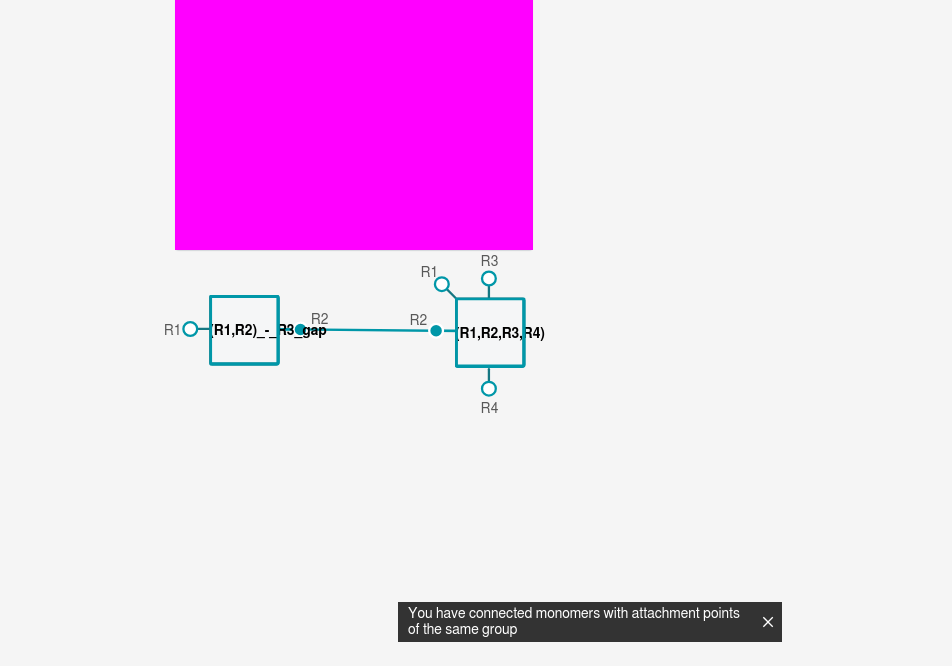 R3
R1
R2
R2
R1
(R1,R2)_-_R3_gap
(R1,R2,R3,R4)
R4
You have connected monomers with attachment points
of the same group